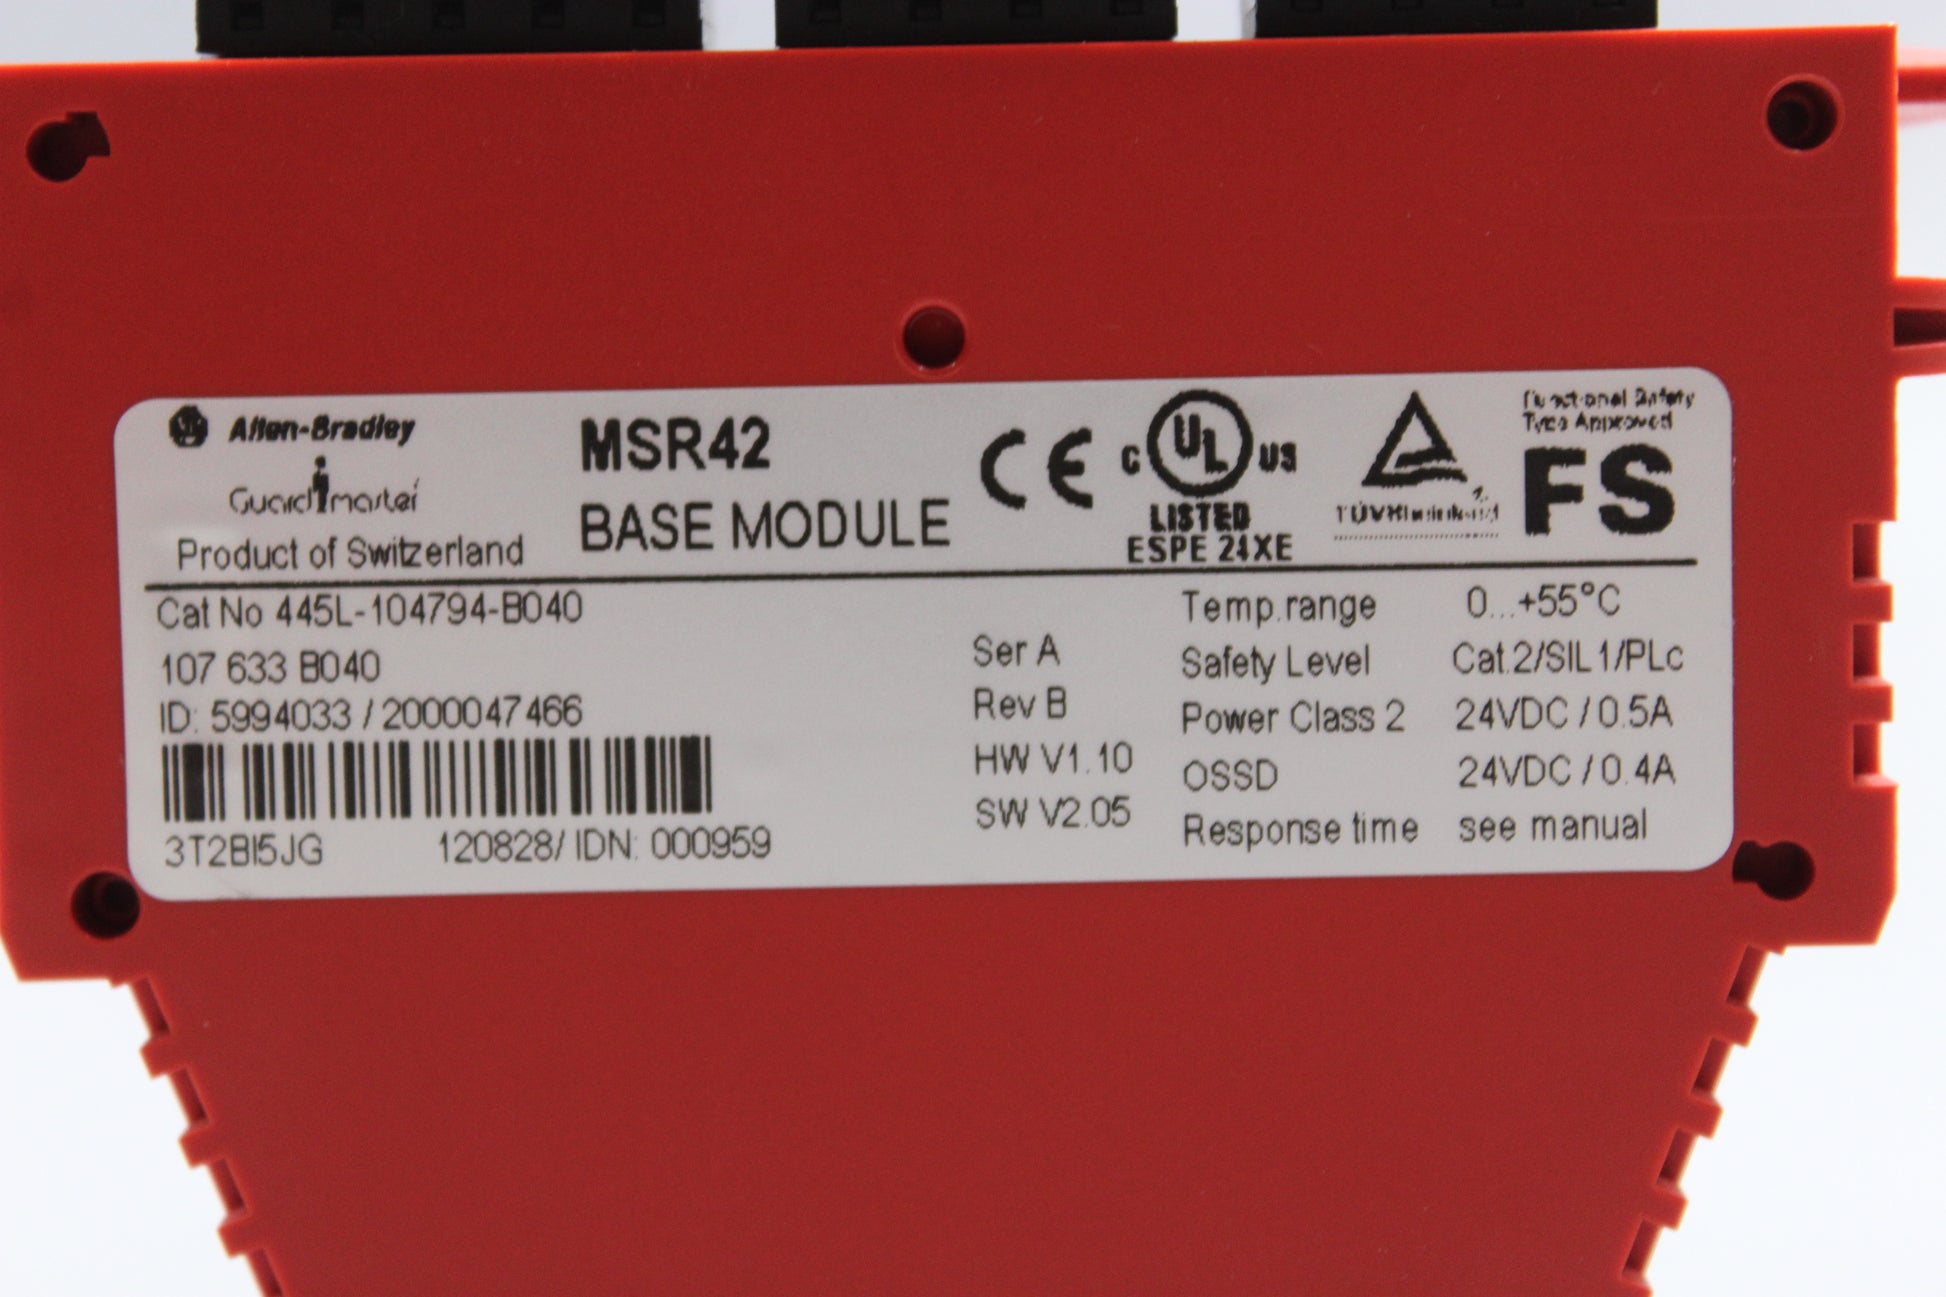 Allen-Bradley
Guardmaster
Product of Switzerland
MSR42
BASE MODULE
CE
C UL US
LISTED
ESPE 24XE
TÜVRheinland
Functional Safety
Type Approved
FS
Cat No 445L-104794-B040
107 633 B040
ID: 5994033 / 2000047466
3T2BI5JG 120828/ IDN: 000959
Ser A
Rev B
HW V1.10
SW V2.05
Temp.range 0...+55°C
Safety Level Cat.2/SIL1/PLc
Power Class 2 24VDC / 0.5A
OSSD 24VDC / 0.4A
Response time see manual